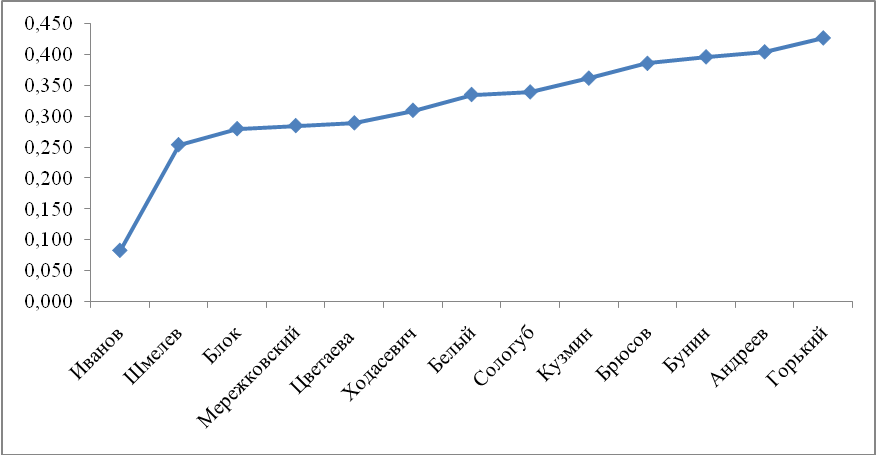 0,450
0,400
0,350
0,300
0,250
0,200
0,150
0,100
0,050
0,000
Иванов
Шмелев
Блок
Мережковский
Цветаева
Ходасевич
Белый
Сологуб
Кузмин
Брюсов
Бунин
Андреев
Горький